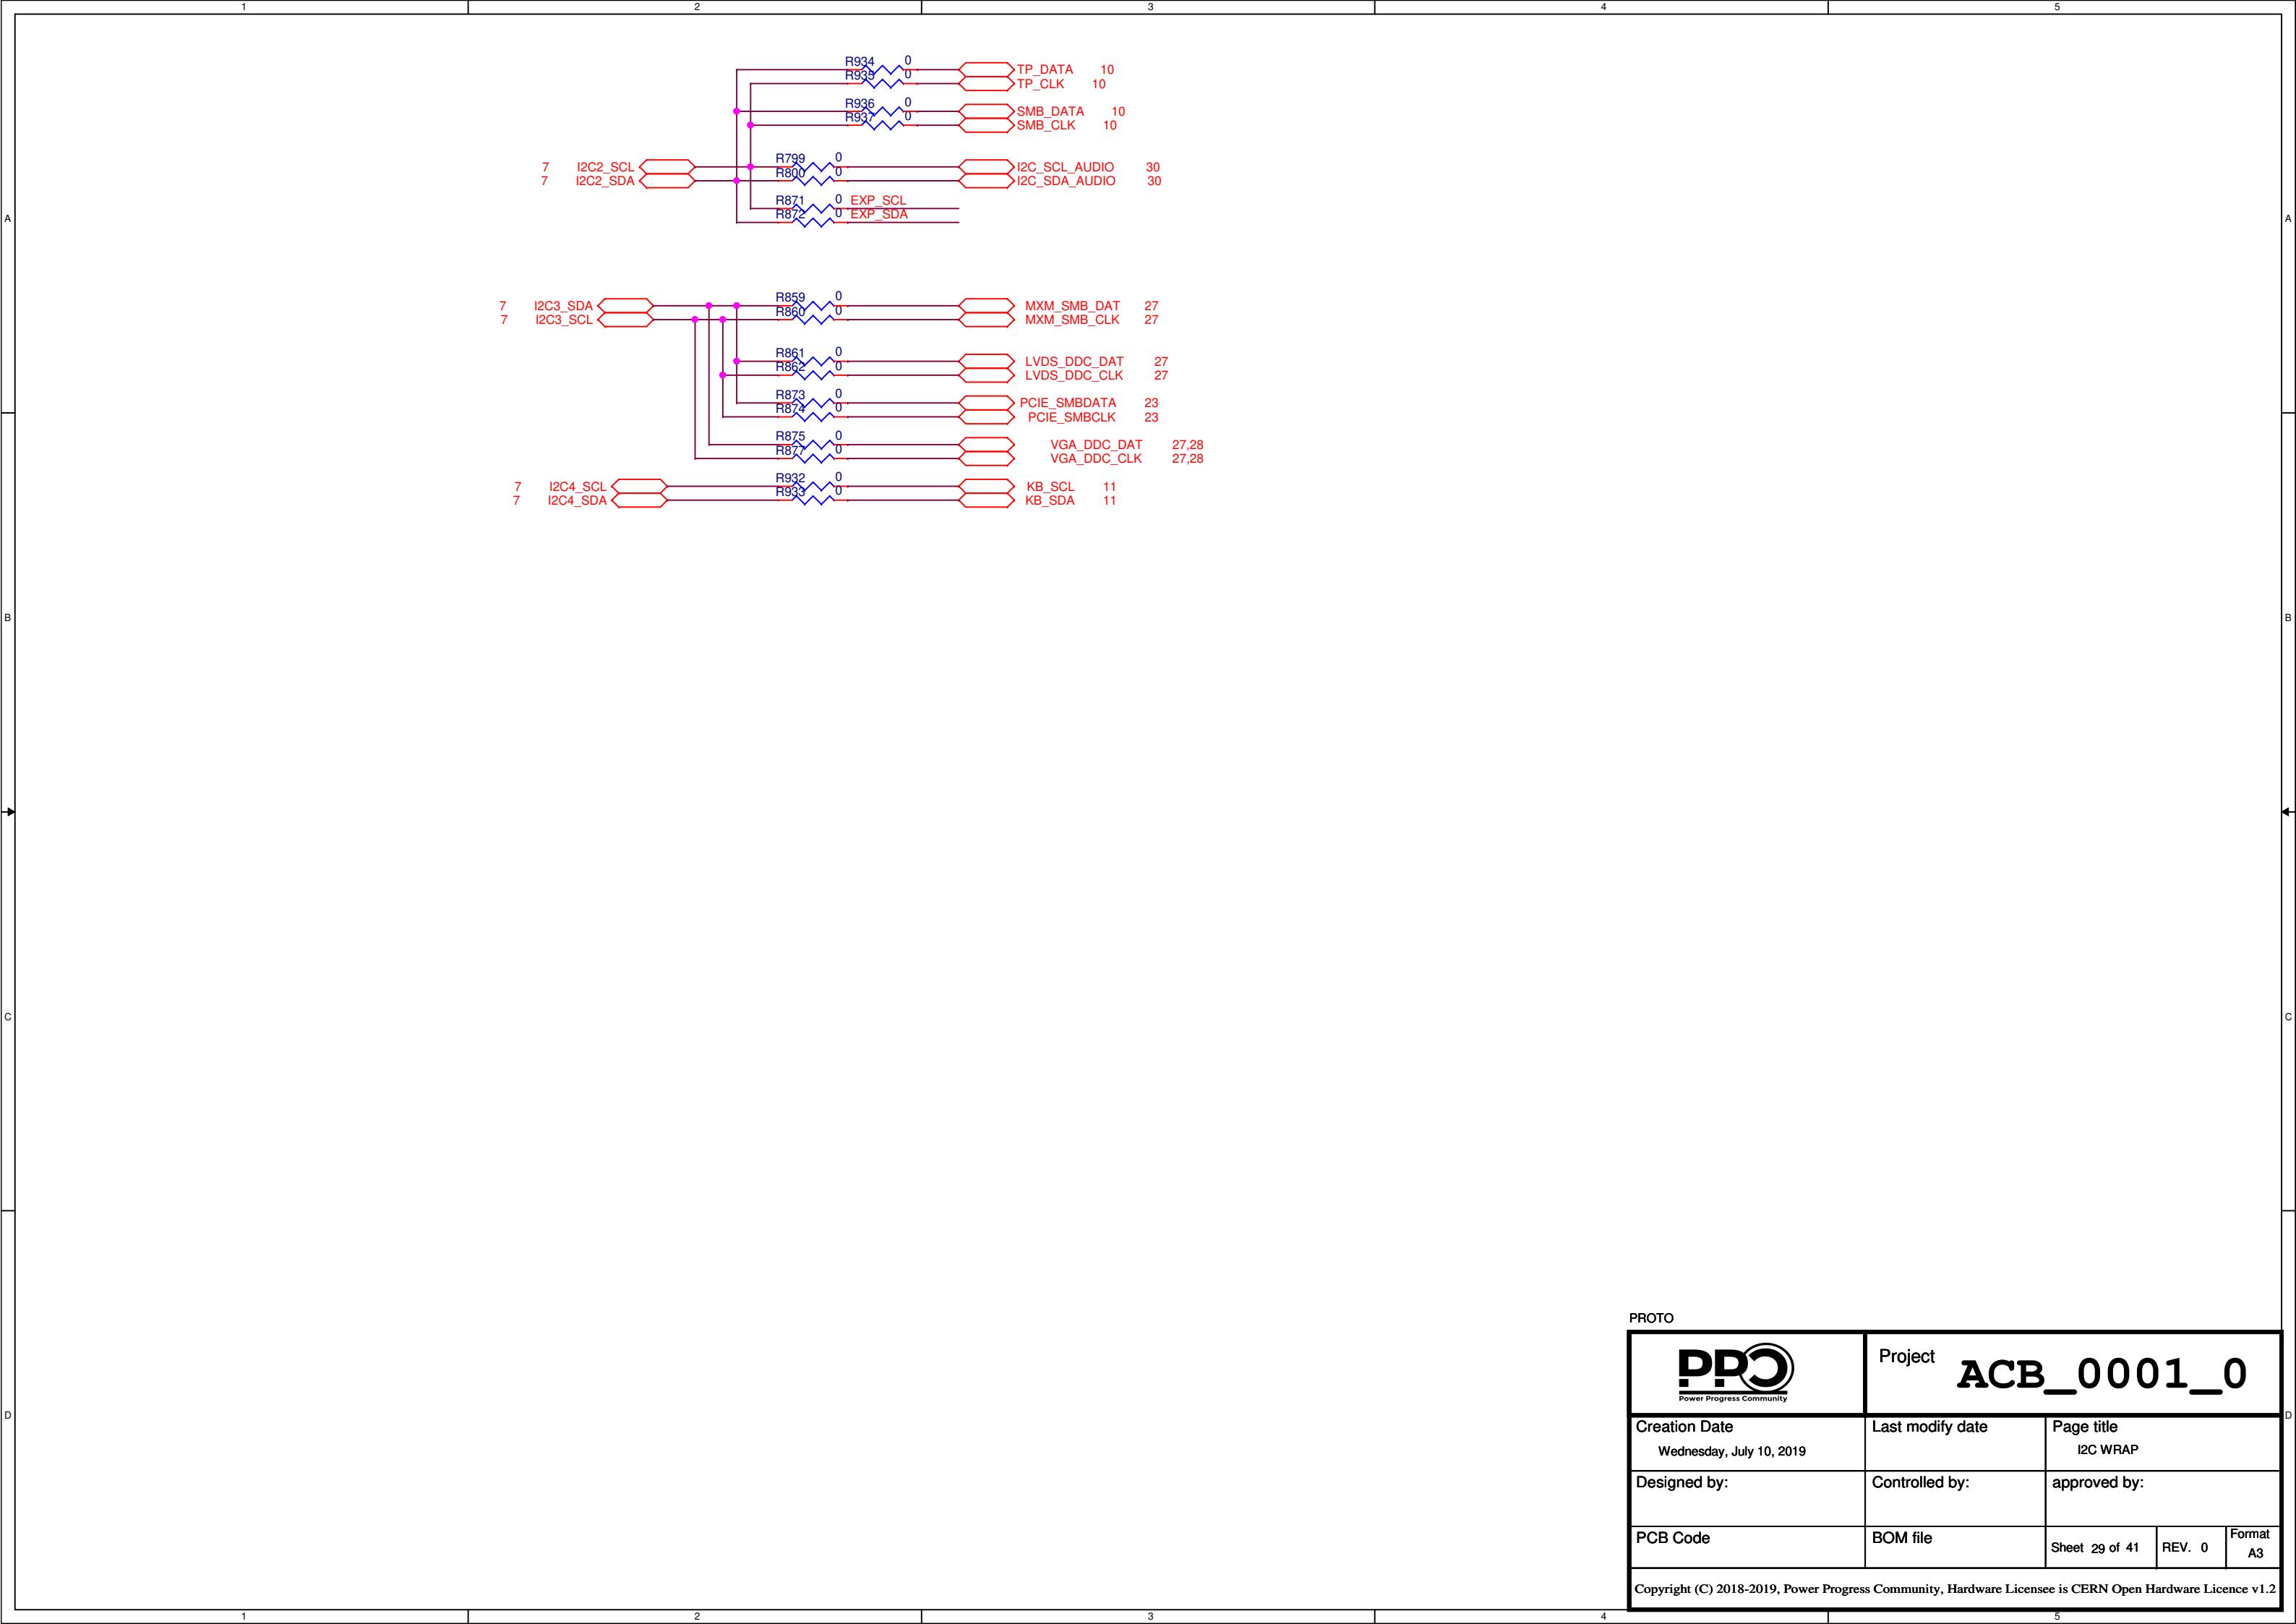 1 2 3 4 5
R934 0 TP_DATA 10
R935 0 TP_CLK 10
R936 0 SMB_DATA 10
R937 0 SMB_CLK 10
7 I2C2_SCL R799 0 I2C_SCL_AUDIO 30
7 I2C2_SDA R800 0 I2C_SDA_AUDIO 30
R871 0 EXP_SCL
R872 0 EXP_SDA
A A
7 I2C3_SDA R859 0 MXM_SMB_DAT 27
7 I2C3_SCL R860 0 MXM_SMB_CLK 27
R861 0 LVDS_DDC_DAT 27
R862 0 LVDS_DDC_CLK 27
R873 0 PCIE_SMBDATA 23
R874 0 PCIE_SMBCLK 23
R875 0 VGA_DDC_DAT 27,28
R877 0 VGA_DDC_CLK 27,28
7 I2C4_SCL R932 0 KB_SCL 11
7 I2C4_SDA R933 0 KB_SDA 11
B B
C C
PROTO
PPC
Power Progress Community
Project ACB_0001_0
D D
Creation Date Last modify date Page title
Wednesday, July 10, 2019 I2C WRAP
Designed by: Controlled by: approved by:
PCB Code BOM file Sheet 29 of 41 REV. 0 Format A3
Copyright (C) 2018-2019, Power Progress Community, Hardware Licensee is CERN Open Hardware Licence v1.2
1 2 3 4 5